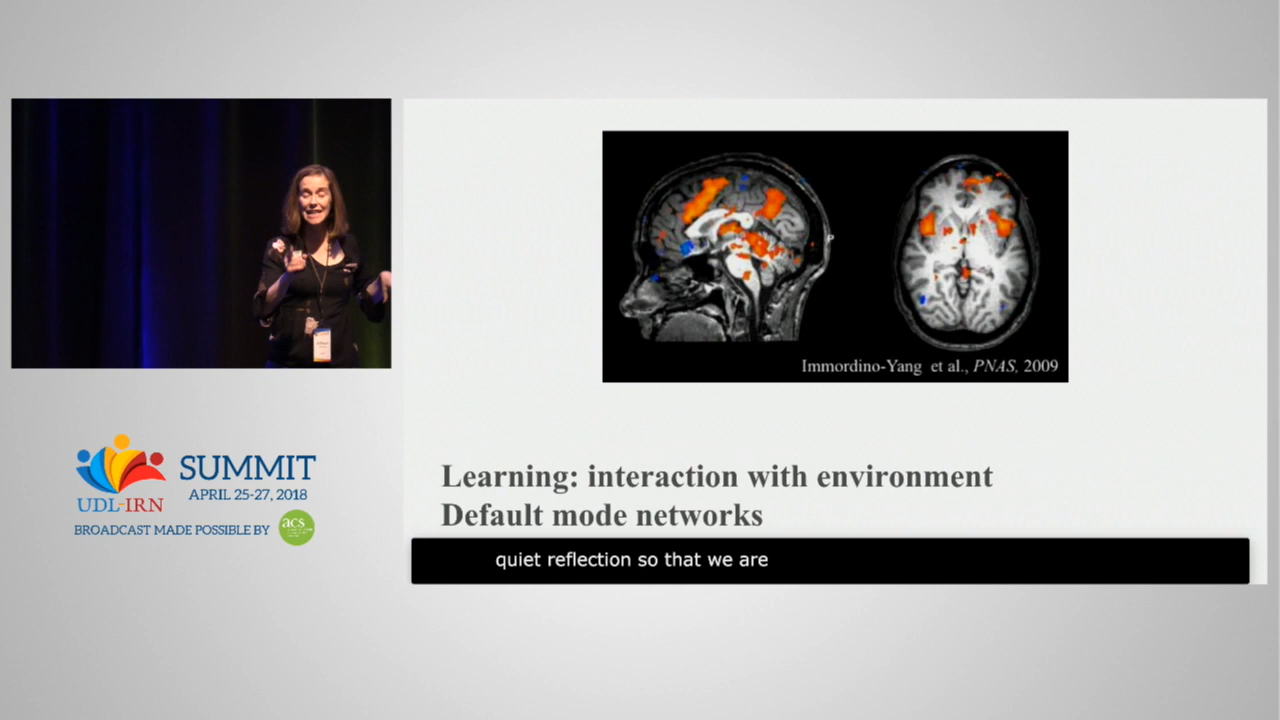 Immordino-Yang et al., PNAS, 2009
Learning: interaction with environment
Default mode networks
quiet reflection so that we are
SUMMIT
APRIL 25-27, 2018
UDL-IRN
BROADCAST MADE POSSIBLE BY
acs
P